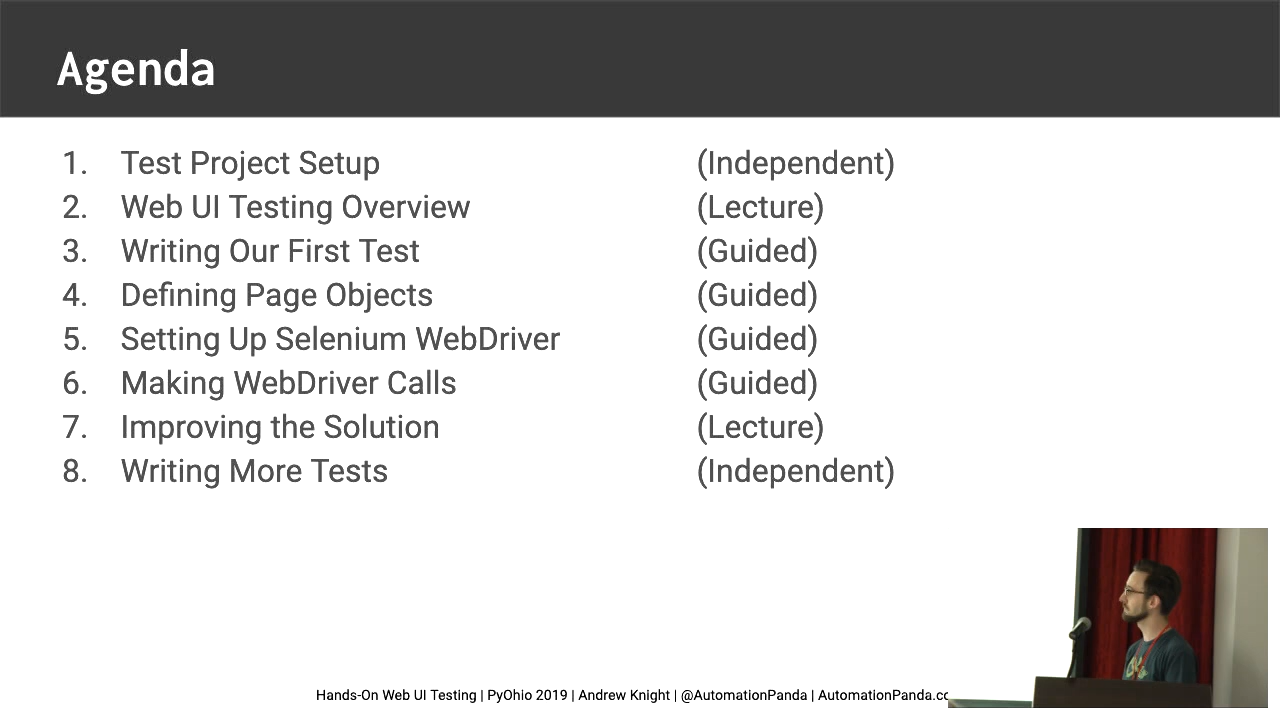 Agenda
1. Test Project Setup (Independent)
2. Web UI Testing Overview (Lecture)
3. Writing Our First Test (Guided)
4. Defining Page Objects (Guided)
5. Setting Up Selenium WebDriver (Guided)
6. Making WebDriver Calls (Guided)
7. Improving the Solution (Lecture)
8. Writing More Tests (Independent)
Hands-On Web UI Testing | PyOhio 2019 | Andrew Knight | @AutomationPanda | AutomationPanda.co